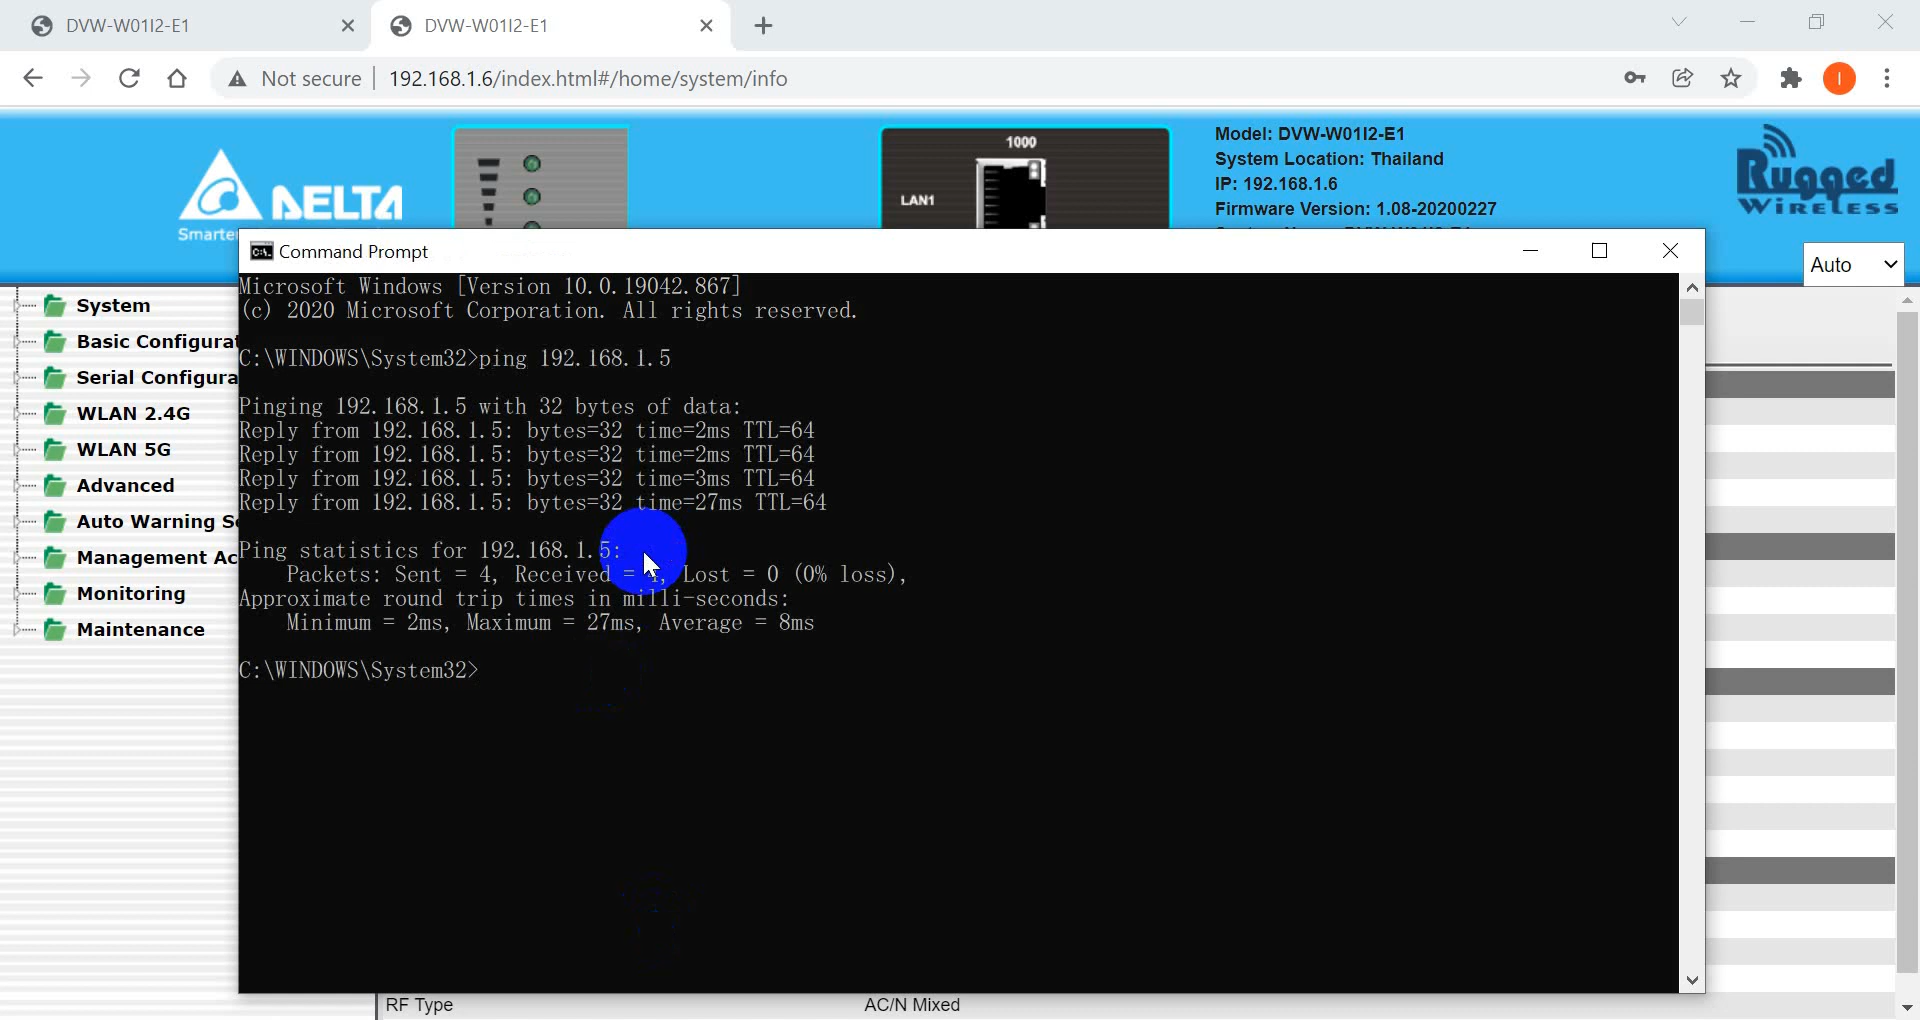 DVW-W01I2-E1
DVW-W01I2-E1
Not secure
192.168.1.6/index.html#/home/system/info
I
DELTA
Smarter
1000
LAN1
Model: DVW-W01I2-E1
System Location: Thailand
IP: 192.168.1.6
Firmware Version: 1.08-20200227
Rugged
WIRELESS
Auto
System
Basic Configurat
Serial Configura
WLAN 2.4G
WLAN 5G
Advanced
Auto Warning Se
Management Ac
Monitoring
Maintenance
C:\.
Command Prompt
Microsoft Windows [Version 10.0.19042.867]
(c) 2020 Microsoft Corporation. All rights reserved.
C:\WINDOWS\System32>ping 192.168.1.5
Pinging 192.168.1.5 with 32 bytes of data:
Reply from 192.168.1.5: bytes=32 time=2ms TTL=64
Reply from 192.168.1.5: bytes=32 time=2ms TTL=64
Reply from 192.168.1.5: bytes=32 time=3ms TTL=64
Reply from 192.168.1.5: bytes=32 time=27ms TTL=64
Ping statistics for 192.168.1.5:
Packets: Sent = 4, Received = 4, Lost = 0 (0% loss),
Approximate round trip times in milli-seconds:
Minimum = 2ms, Maximum = 27ms, Average = 8ms
C:\WINDOWS\System32>
RF Type
AC/N Mixed